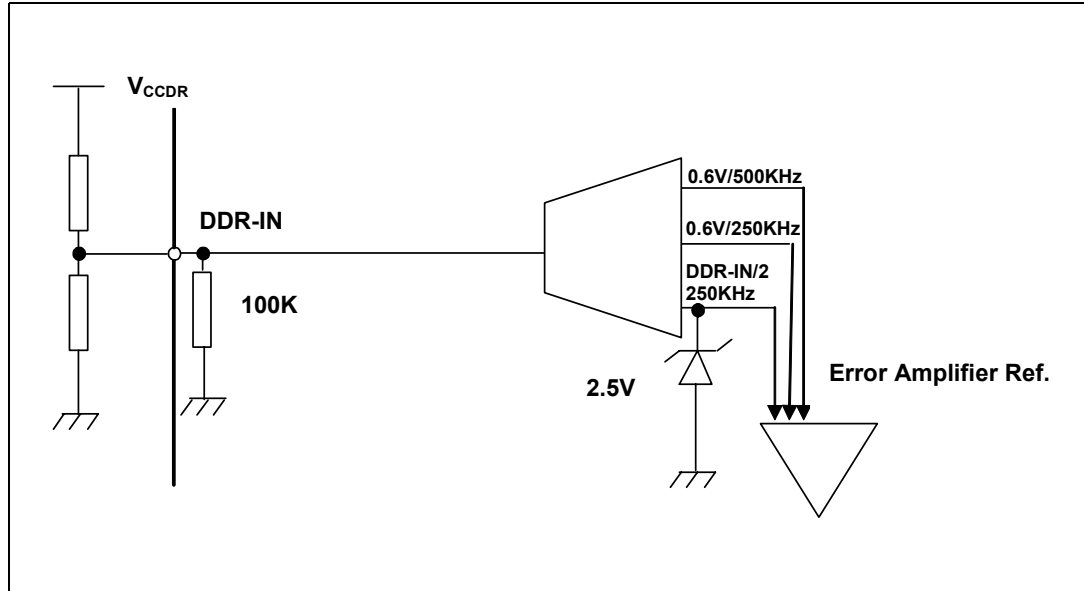 VCCDR
0.6V/500KHz
DDR-IN
0.6V/250KHz
DDR-IN/2
250KHz
100K
2.5V
Error Amplifier Ref.